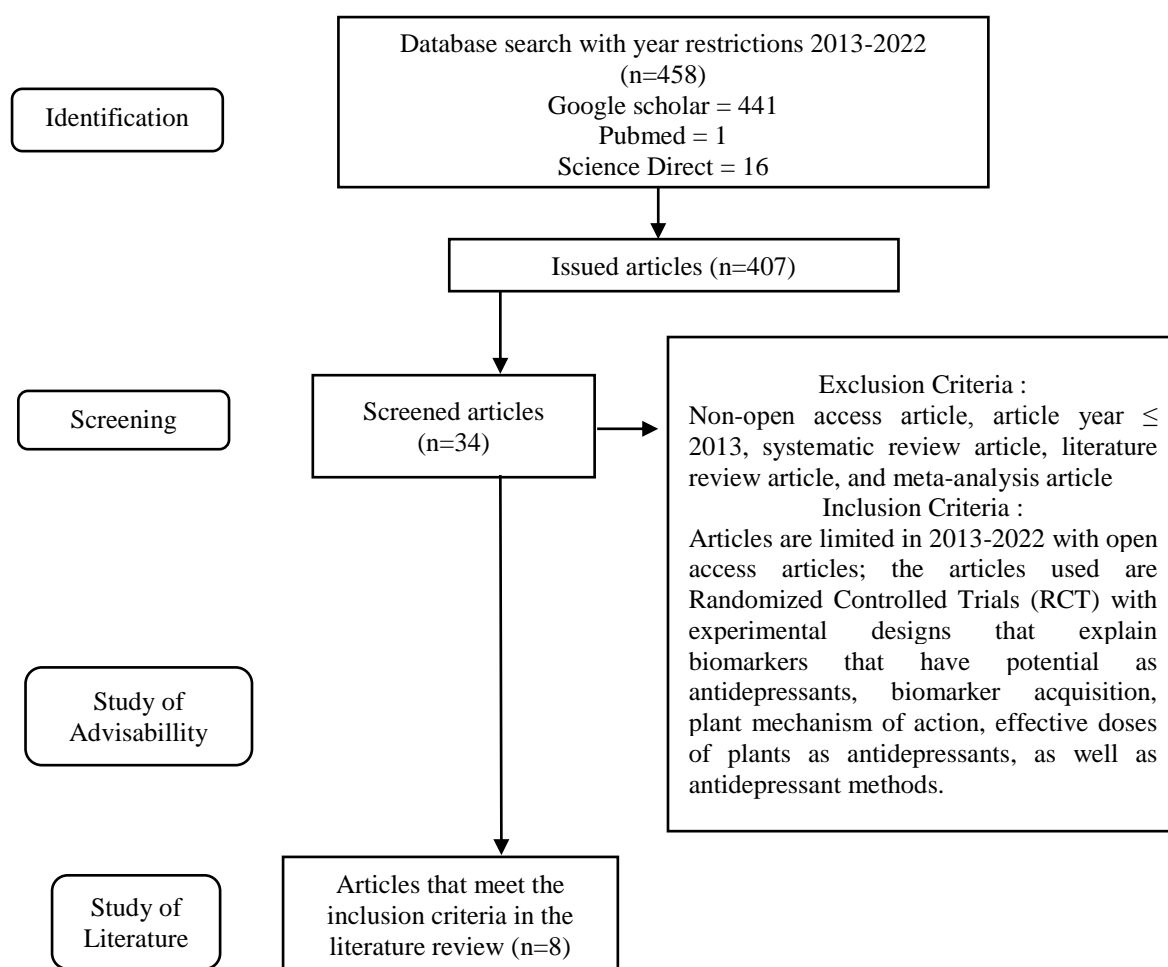 Database search with year restrictions 2013-2022
(n=458)
Google scholar = 441
Pubmed = 1
Science Direct = 16
Identification
Issued articles (n=407)
Screening
Screened articles
(n=34)
Exclusion Criteria :
Non-open access article, article year ≤
2013, systematic review article, literature
review article, and meta-analysis article
Inclusion Criteria :
Articles are limited in 2013-2022 with open
access articles; the articles used are
Randomized Controlled Trials (RCT) with
experimental designs that explain
biomarkers that have potential as
antidepressants, biomarker acquisition,
plant mechanism of action, effective doses
of plants as antidepressants, as well as
antidepressant methods.
Study of
Advisabillity
Study of
Literature
Articles that meet the
inclusion criteria in the
literature review (n=8)